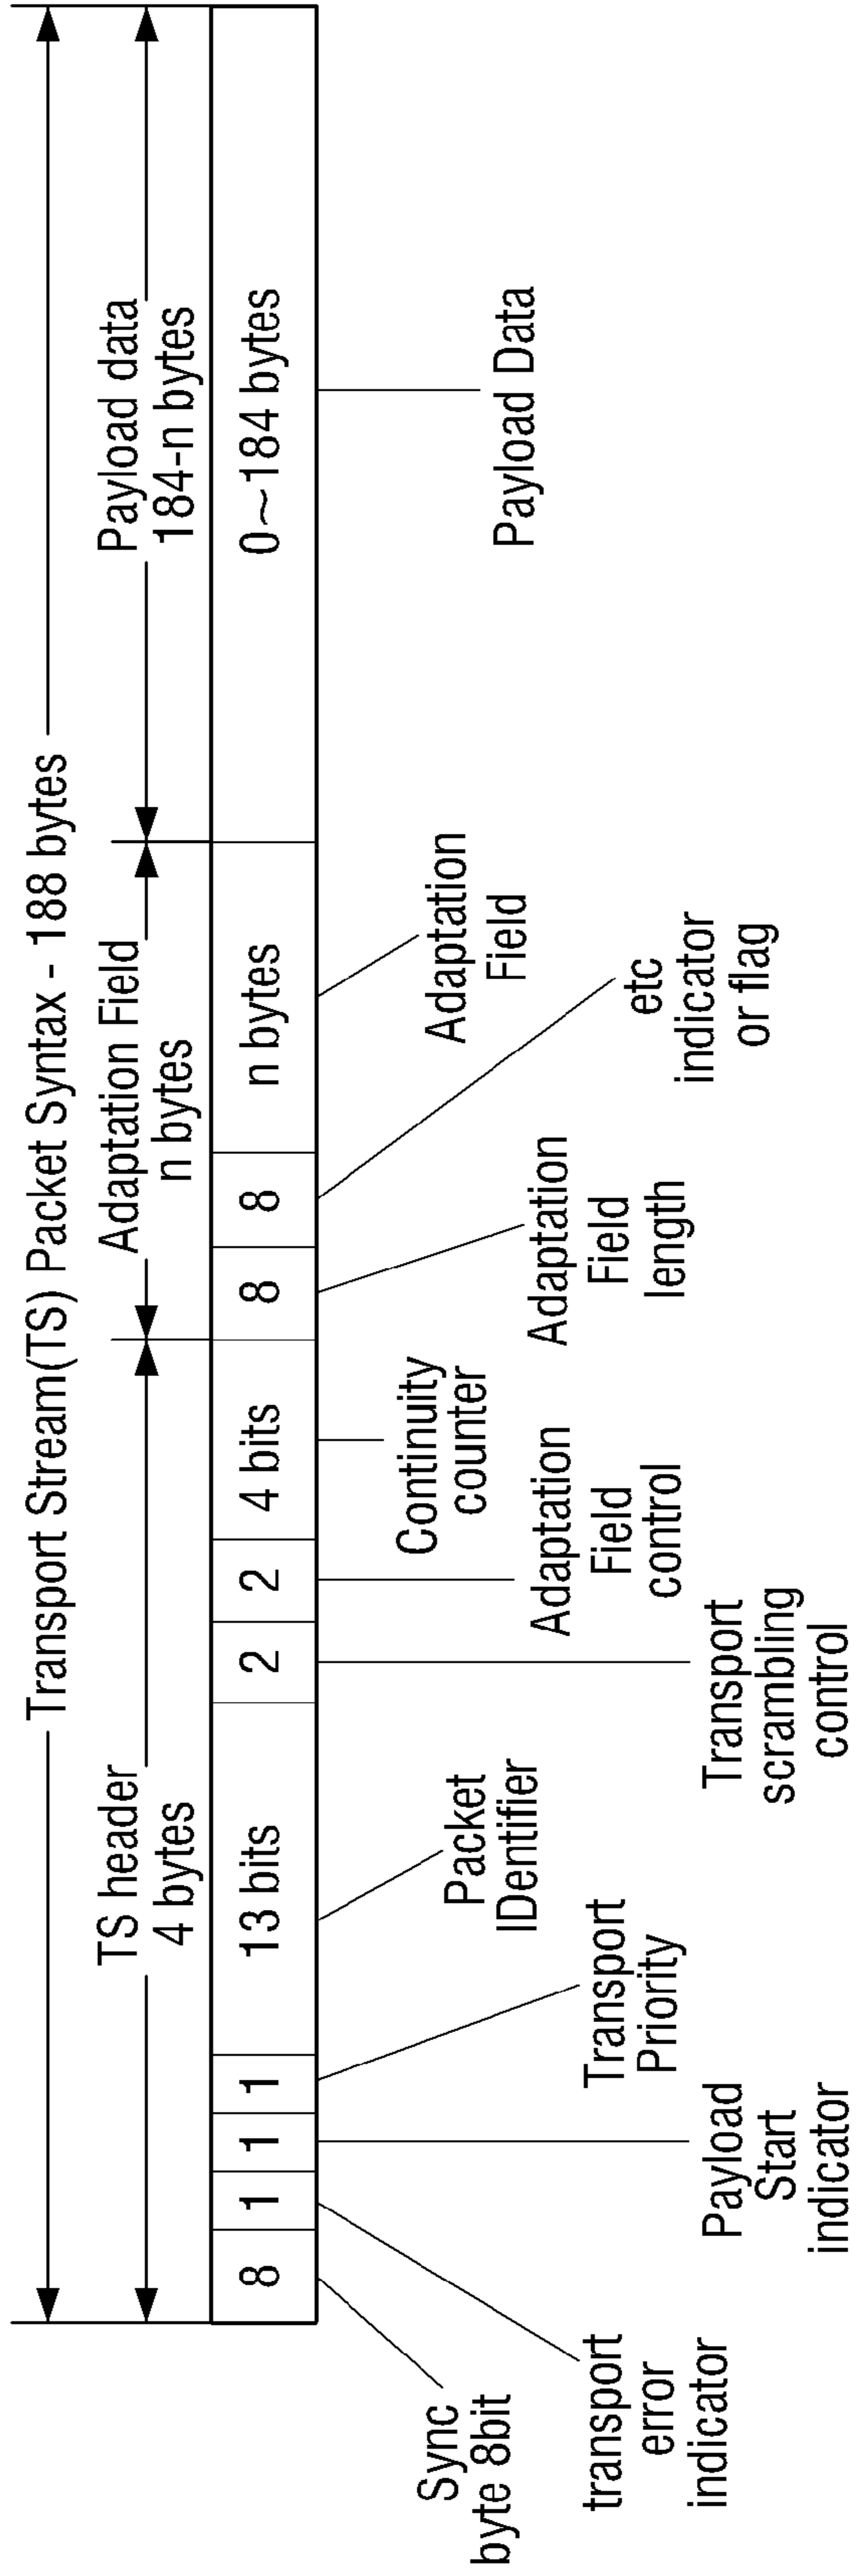 Transport Stream(TS) Packet Syntax - 188 bytes
TS header
4 bytes
Adaptation Field
n bytes
Payload data
184-n bytes
8
1
1
1
13 bits
2
2
4 bits
8
8
n bytes
0~184 bytes
Sync
byte 8bit
transport
error
indicator
Payload
Start
indicator
Transport
Priority
Packet
IDentifier
Transport
scrambling
control
Adaptation
Field
control
Continuity
counter
Adaptation
Field
length
etc
indicator
or flag
Adaptation
Field
Payload Data